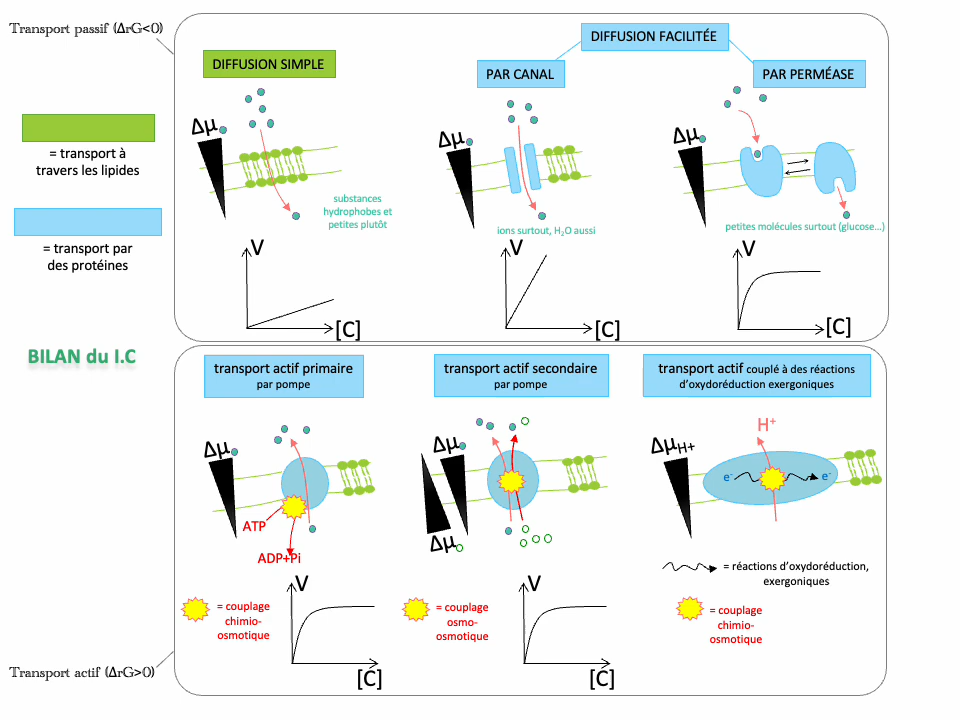 Transport passif (ΔrG<0)
DIFFUSION FACILITÉE
DIFFUSION SIMPLE
PAR CANAL
PAR PERMÉASE
= transport à
travers les lipides
= transport par
des protéines
Δμ
Δμ
Δμ
substances
hydrophobes et
petites plutôt
ions surtout, H₂O aussi
petites molécules surtout (glucose…)
V
[C]
V
[C]
V
[C]
BILAN du I.C
transport actif primaire
par pompe
transport actif secondaire
par pompe
transport actif couplé à des réactions
d’oxydoréduction exergoniques
Δμ
ATP
ADP+Pi
Δμ
Δμ
H⁺
ΔμH+
e⁻
e⁻
= réactions d’oxydoréduction,
exergoniques
= couplage
chimio-
osmotique
V
[C]
= couplage
osmo-
osmotique
V
[C]
= couplage
chimio-
osmotique
Transport actif (ΔrG>0)